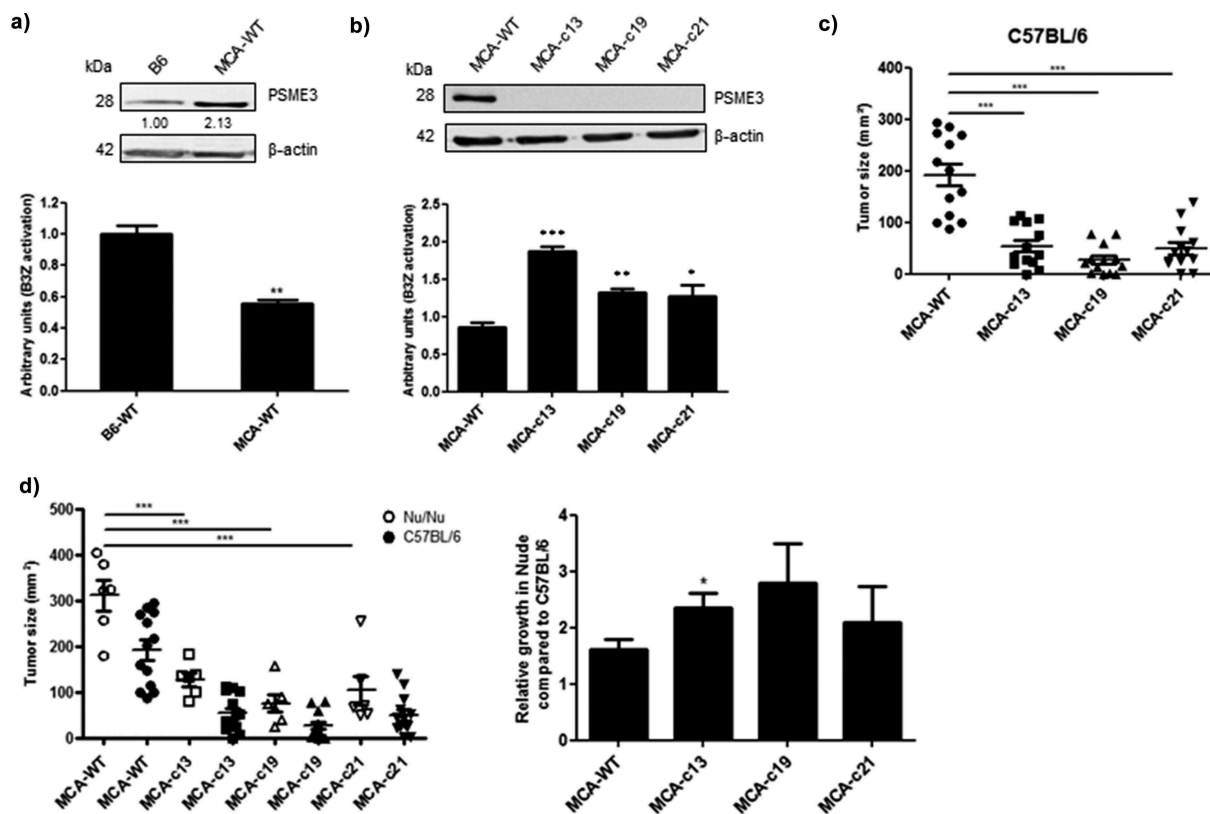 a)
kDa
B6
MCA-WT
28
PSME3
1.00 2.13
42
β-actin
Arbitrary units (B3Z activation)
1.2
1.0
0.8
0.6
0.4
0.2
0.0
**
B6-WT
MCA-WT
b)
kDa
MCA-WT
MCA-c13
MCA-c19
MCA-c21
28
PSME3
42
β-actin
Arbitrary units (B3Z activation)
2.5
2.0
1.5
1.0
0.5
0.0
***
**
*
MCA-WT
MCA-c13
MCA-c19
MCA-c21
c)
C57BL/6
Tumor size (mm²)
400
300
200
100
0
***
***
***
MCA-WT
MCA-c13
MCA-c19
MCA-c21
d)
Tumor size (mm²)
500
400
300
200
100
0
***
***
***
Nu/Nu
C57BL/6
MCA-WT
MCA-WT
MCA-c13
MCA-c13
MCA-c19
MCA-c19
MCA-c21
MCA-c21
Relative growth in Nude
compared to C57BL/6
4
3
2
1
0
*
MCA-WT
MCA-c13
MCA-c19
MCA-c21